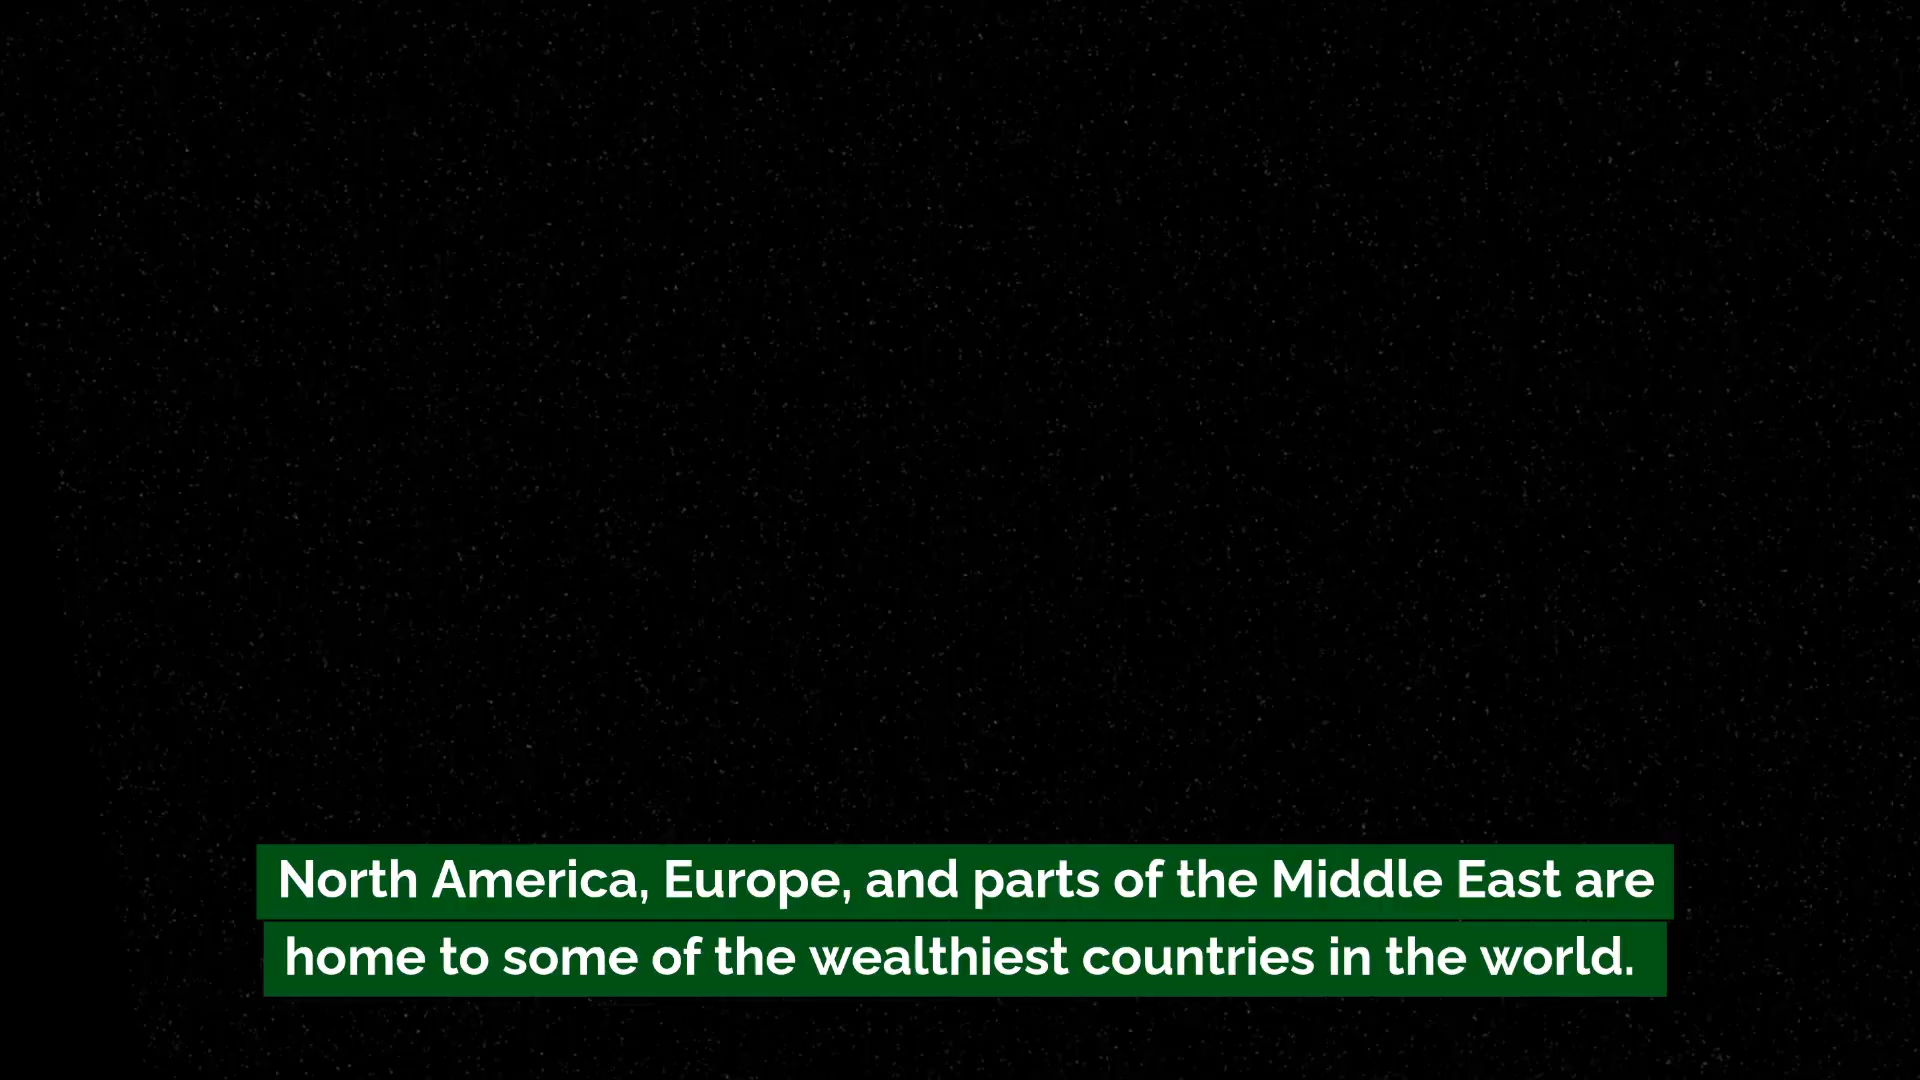 North America, Europe, and parts of the Middle East are
home to some of the wealthiest countries in the world.